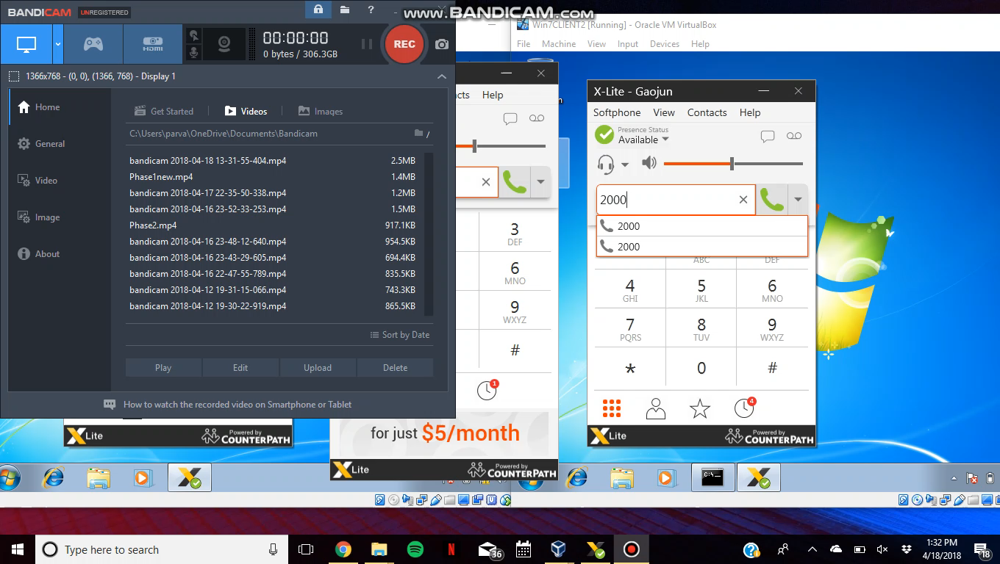 BANDICAM UNREGISTERED
?
www.BANDICAM.com
HDMI
00:00:00
0 bytes / 306.3GB
REC
1366x768 - (0, 0), (1366, 768) - Display 1
Home
General
Video
Image
About
Get Started
Videos
Images
C:\Users\parva\OneDrive\Documents\Bandicam
/
bandicam 2018-04-18 13-31-55-404.mp4 2.5MB
Phase1new.mp4 1.4MB
bandicam 2018-04-17 22-35-50-338.mp4 1.2MB
bandicam 2018-04-16 23-52-33-253.mp4 1.5MB
Phase2.mp4 917.1KB
bandicam 2018-04-16 23-48-12-640.mp4 954.5KB
bandicam 2018-04-16 23-43-29-605.mp4 694.4KB
bandicam 2018-04-16 22-47-55-789.mp4 835.5KB
bandicam 2018-04-12 19-31-15-066.mp4 743.3KB
bandicam 2018-04-12 19-30-22-919.mp4 865.5KB
Sort by Date
Play Edit Upload Delete
How to watch the recorded video on Smartphone or Tablet
XLite Powered by COUNTERPATH
cts Help
3
DEF
6
MNO
9
WXYZ
#
1
for just $5/month
XLite Powered by COUNTERPATH
Win7CLIENT2 [Running] - Oracle VM VirtualBox
File Machine View Input Devices Help
X-Lite - Gaojun
Softphone View Contacts Help
Presence Status
Available
2000
2000
2000
ABC DEF
4 5 6
GHI JKL MNO
7 8 9
PQRS TUV WXYZ
* 0 #
4
XLite Powered by COUNTERPATH
C:\.
Type here to search
36
1:32 PM
4/18/2018
18